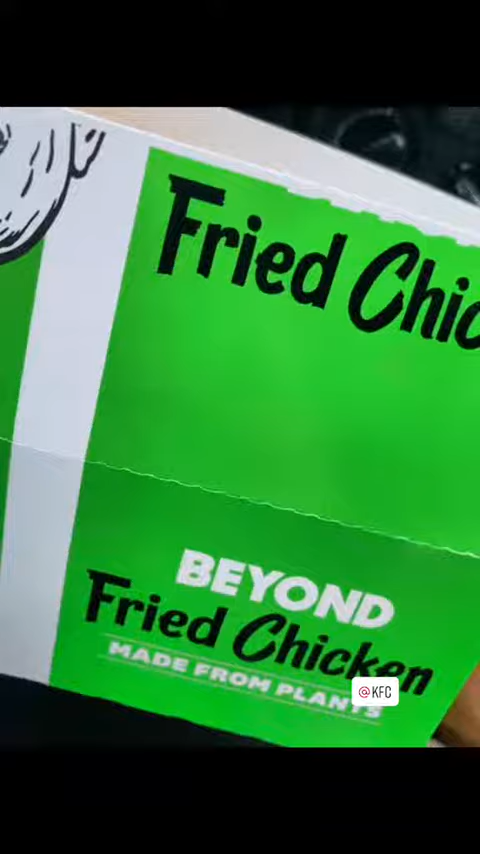 Fried Chic
BEYOND
Fried Chicken
MADE FROM PLANTS
@KFC